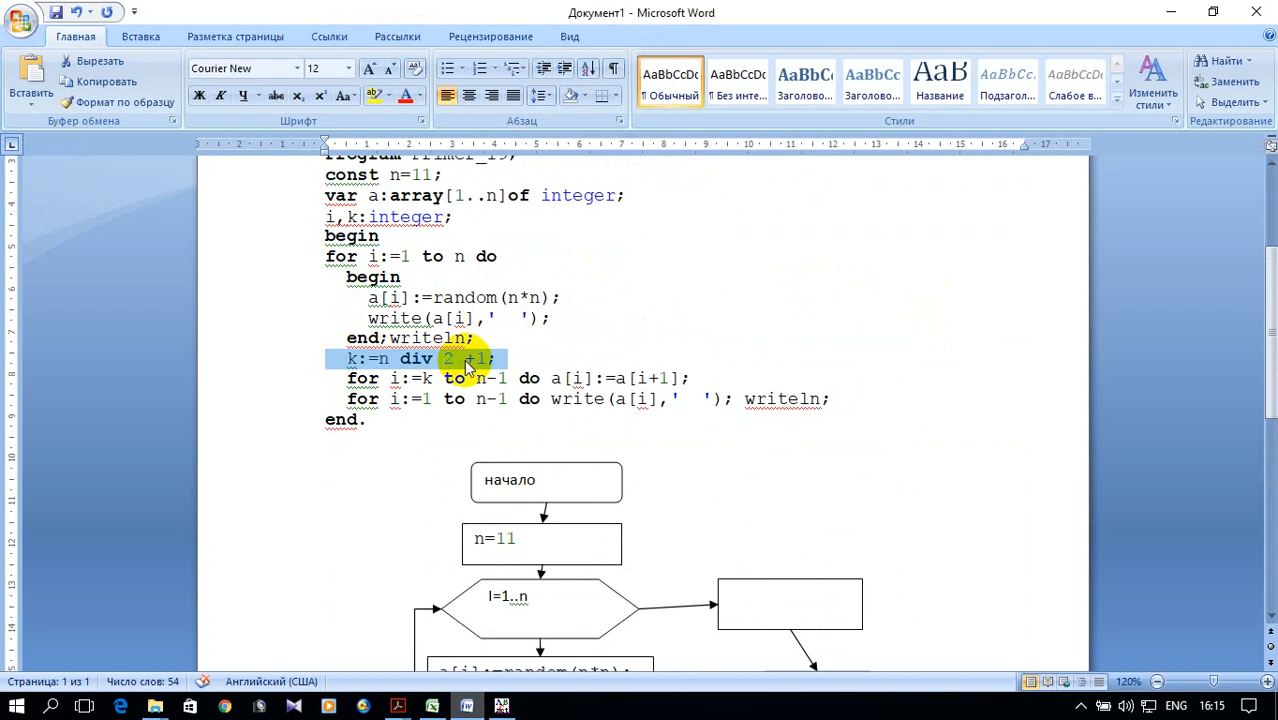 Документ1 - Microsoft Word
Главная Вставка Разметка страницы Ссылки Рассылки Рецензирование Вид
Вставить
Вырезать
Копировать
Формат по образцу
Буфер обмена
Courier New 12
Шрифт
Абзац
AaBbCcDc AaBbCcDc AaBbC AaBbCc AaB AaBbCc. AaBbCcDc
¶ Обычный ¶ Без инте... Заголово... Заголово... Название Подзагол... Слабое в...
Изменить стили
Стили
Найти
Заменить
Выделить
Редактирование
const n=11;
var a:array[1..n]of integer;
i,k:integer;
begin
for i:=1 to n do
begin
a[i]:=random(n*n);
write(a[i],'  ');
end;writeln;
k:=n div 2 +1;
for i:=k to n-1 do a[i]:=a[i+1];
for i:=1 to n-1 do write(a[i],'  '); writeln;
end.
начало
n=11
I=1..n
a[i]:=random(n*n);
Страница: 1 из 1 Число слов: 54 Английский (США) 120%
ENG 16:15